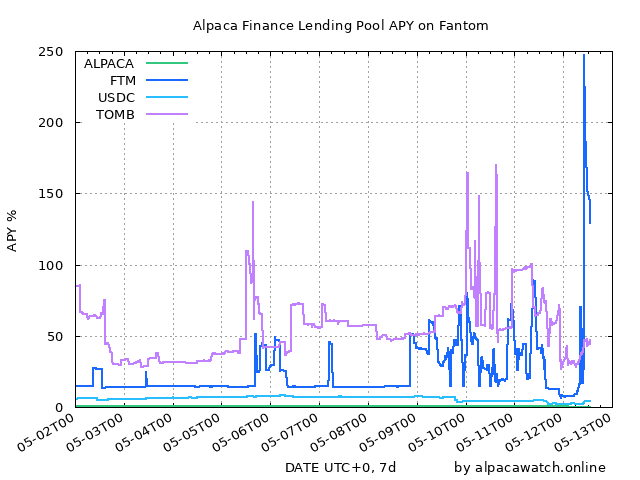 Alpaca Finance Lending Pool APY on Fantom
ALPACA
FTM
USDC
TOMB
APY %
250
200
150
100
50
0
05-02T00
05-03T00
05-04T00
05-05T00
05-06T00
05-07T00
05-08T00
05-09T00
05-10T00
05-11T00
05-12T00
05-13T00
DATE UTC+0, 7d
by alpacawatch.online